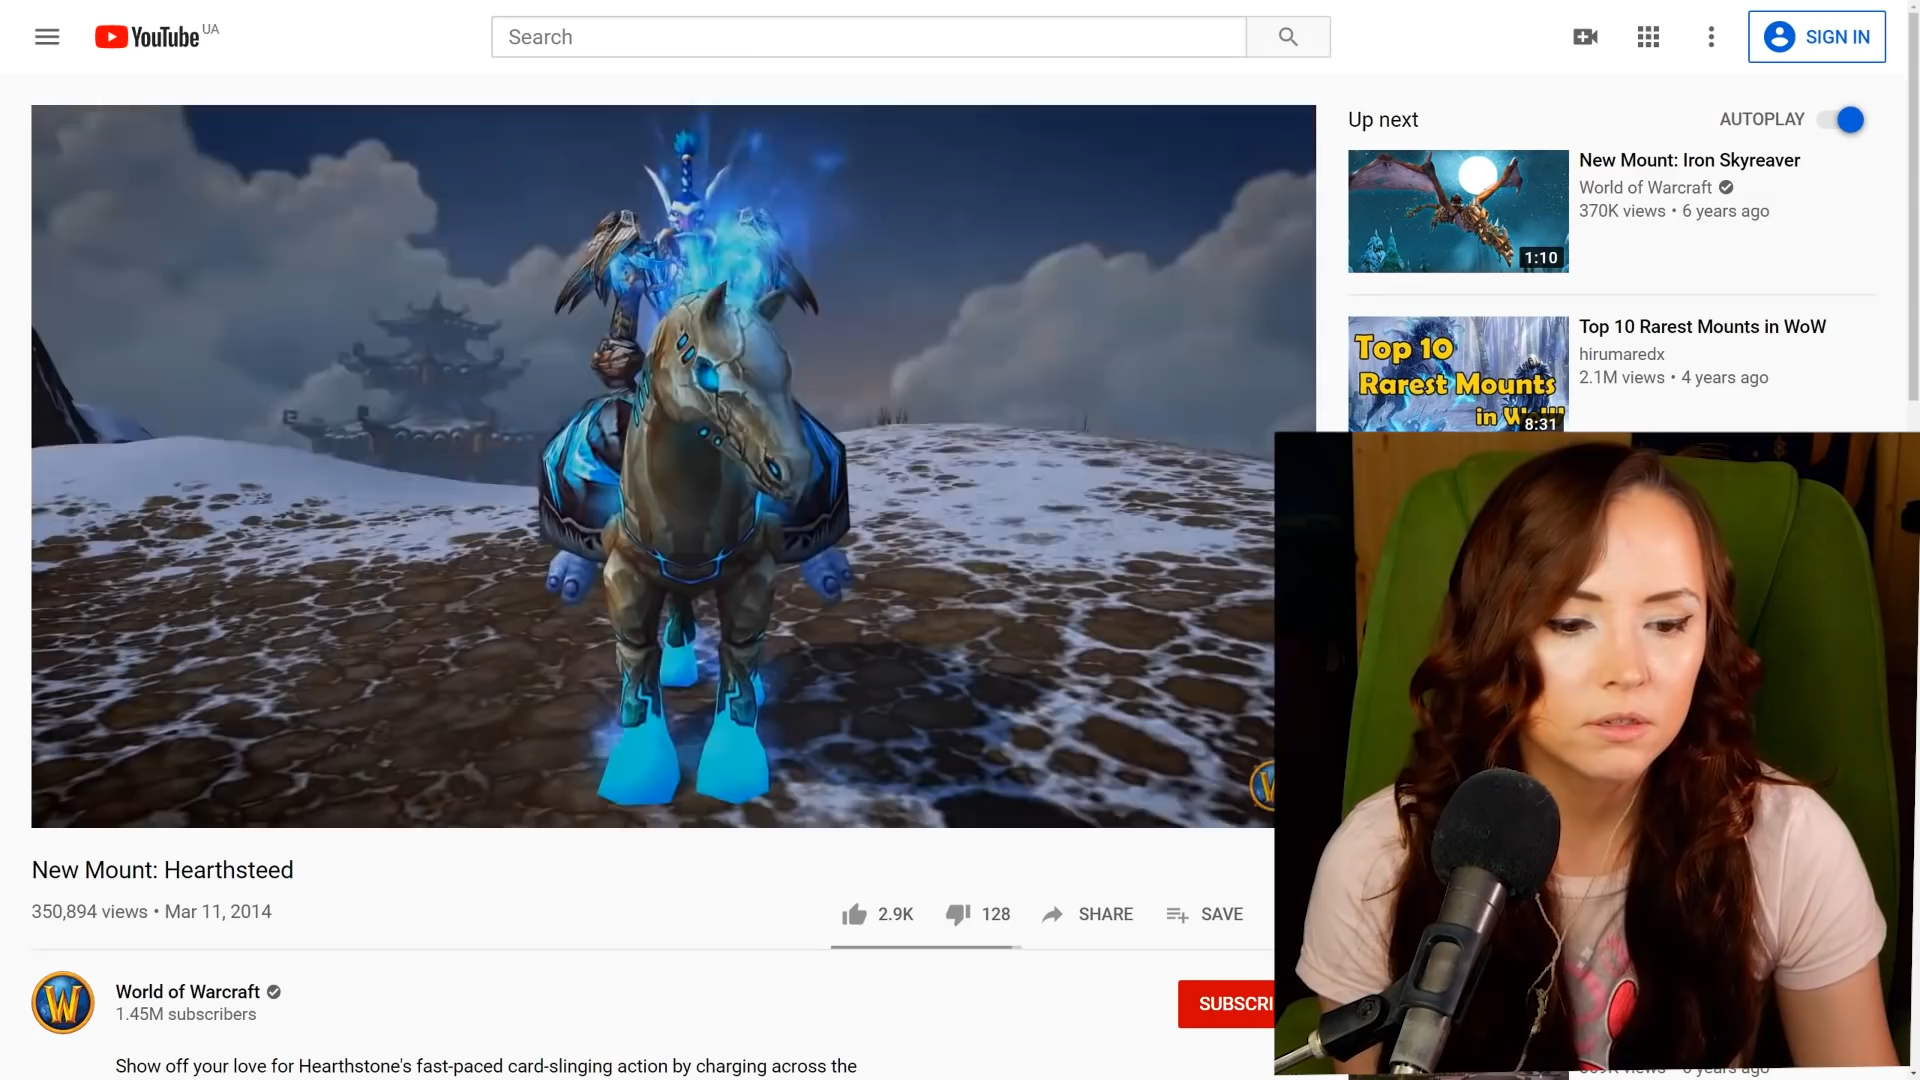 YouTube UA
Search
SIGN IN
Up next
AUTOPLAY
New Mount: Iron Skyreaver
World of Warcraft
370K views • 6 years ago
1:10
Top 10
Rarest Mounts
in WoW
8:31
Top 10 Rarest Mounts in WoW
hirumaredx
2.1M views • 4 years ago
New Mount: Hearthsteed
350,894 views • Mar 11, 2014
2.9K
128
SHARE
SAVE
World of Warcraft
1.45M subscribers
SUBSCRI
Show off your love for Hearthstone's fast-paced card-slinging action by charging across the